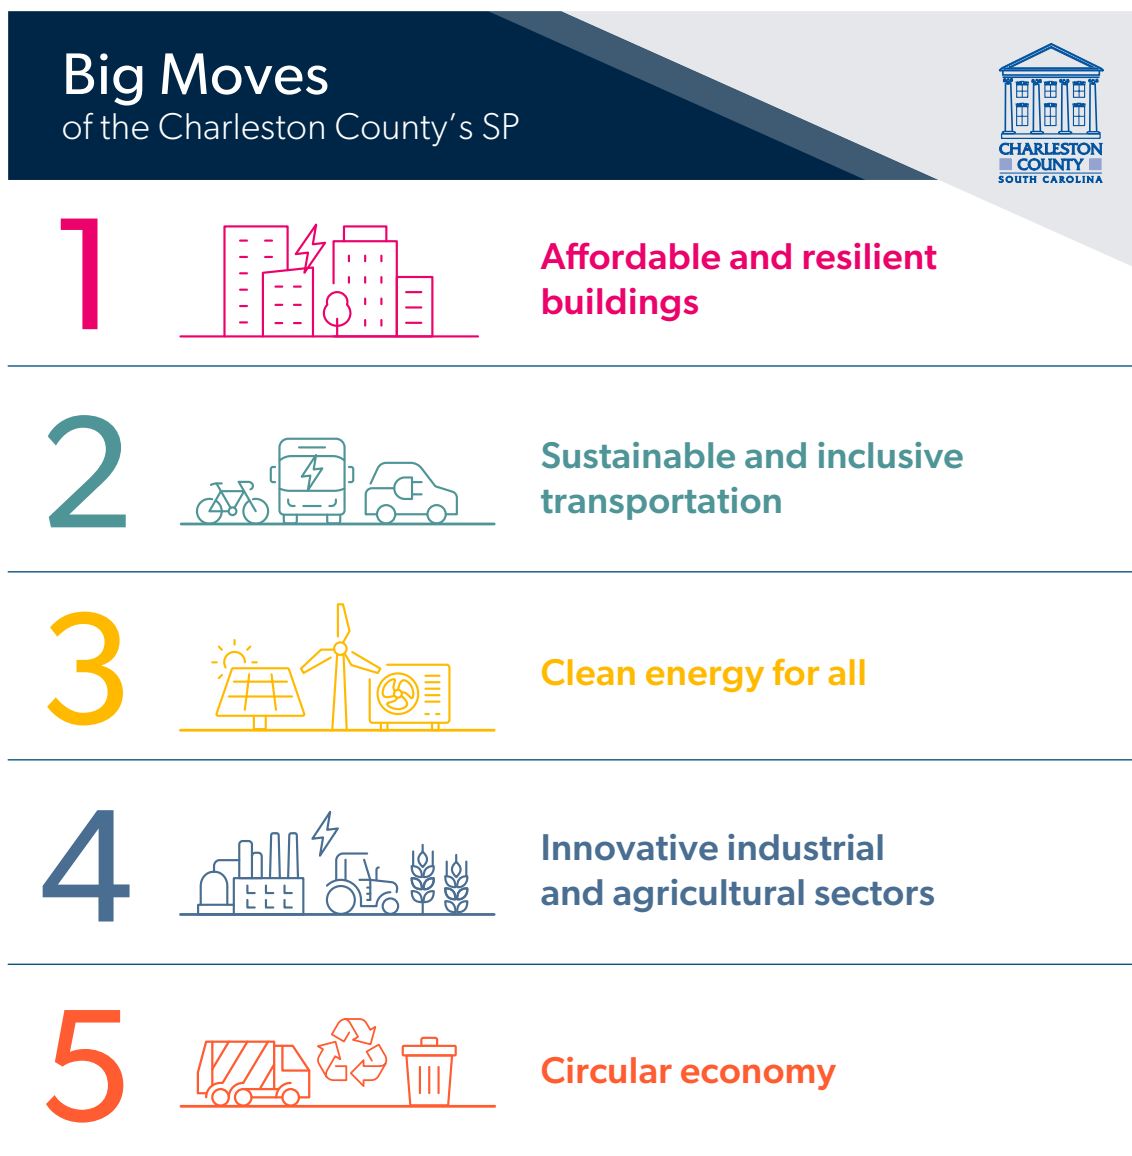 Big Moves
of the Charleston County's SP
CHARLESTON
COUNTY
SOUTH CAROLINA
1
Affordable and resilient
buildings
2
Sustainable and inclusive
transportation
3
Clean energy for all
4
Innovative industrial
and agricultural sectors
5
Circular economy